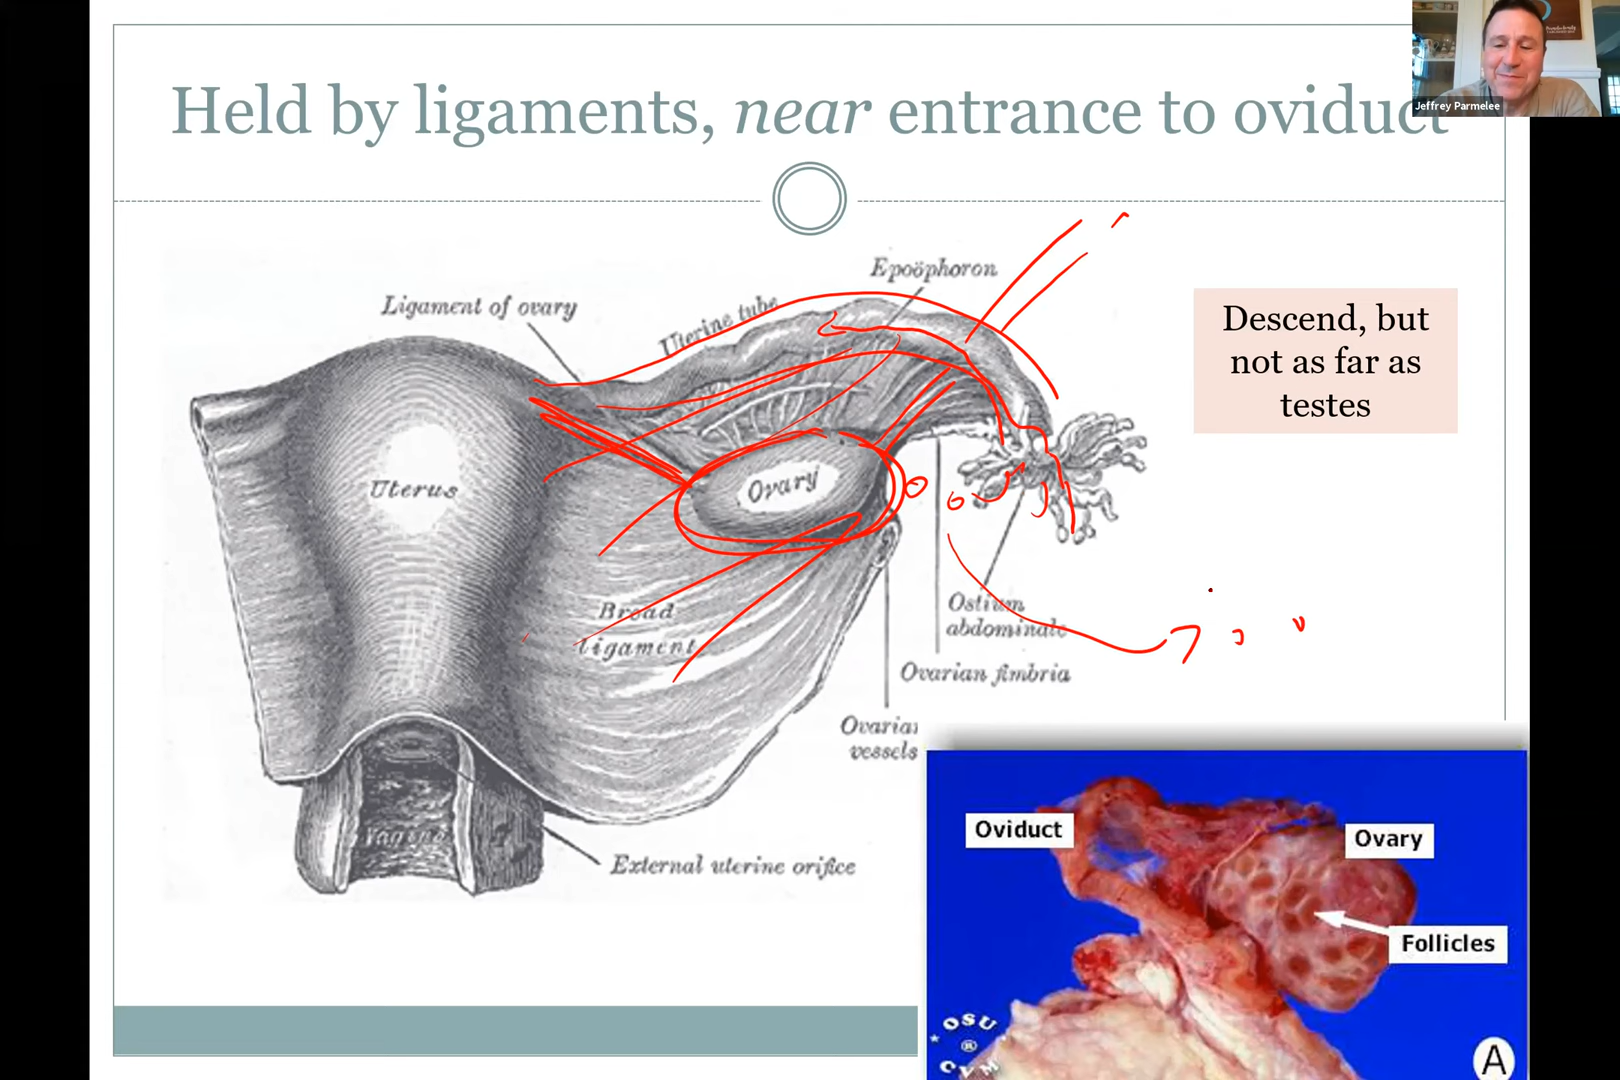 Jeffrey Parmelee
Held by ligaments, near entrance to oviduct
Epoöphoron
Ligament of ovary
Uterine tube
Descend, but
not as far as
testes
Uterus
Ovary
Broad
Ligament
Ostium
abdominale
Ovarian fimbria
Ovarian
vessels
Vagina
External uterine orifice
Oviduct
Ovary
Follicles
OSU
CVM
A